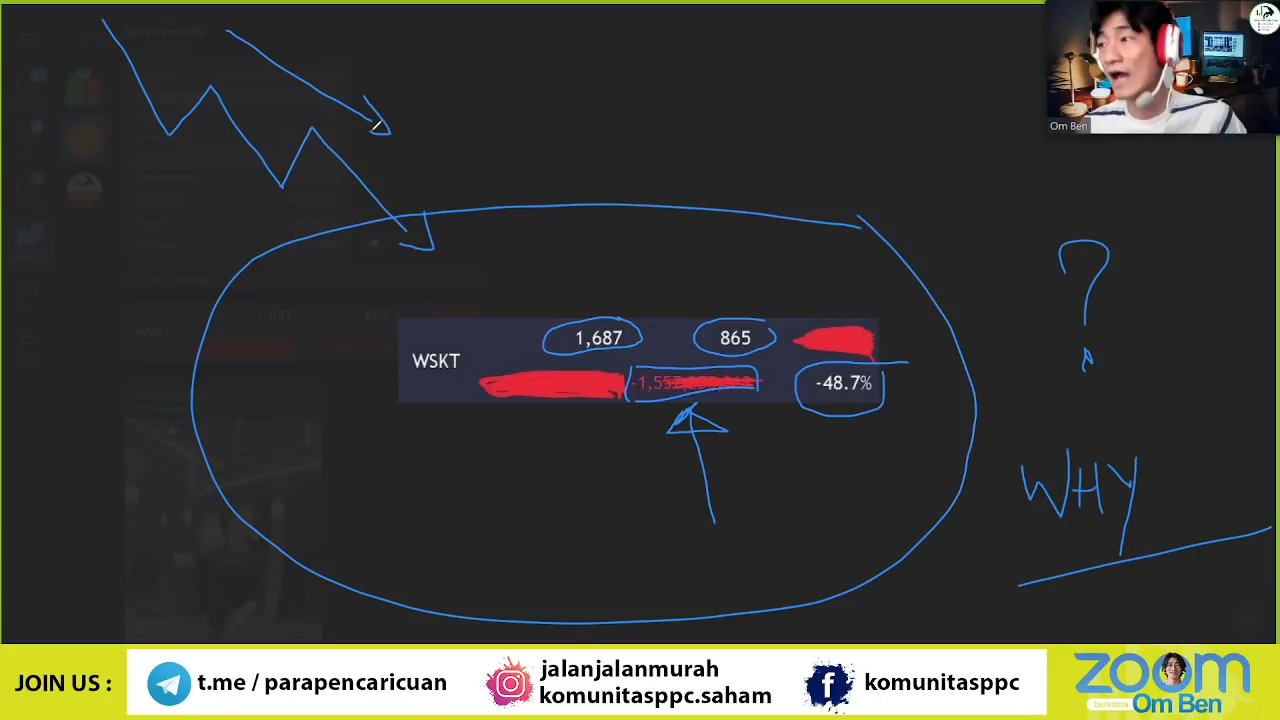 Om Ben
1,687 865
WSKT
-48.7%
?
WHY
JOIN US :
t.me / parapencaricuan
jalanjalanmurah
komunitasppc.saham
komunitasppc
zoom
bersama
Om Ben